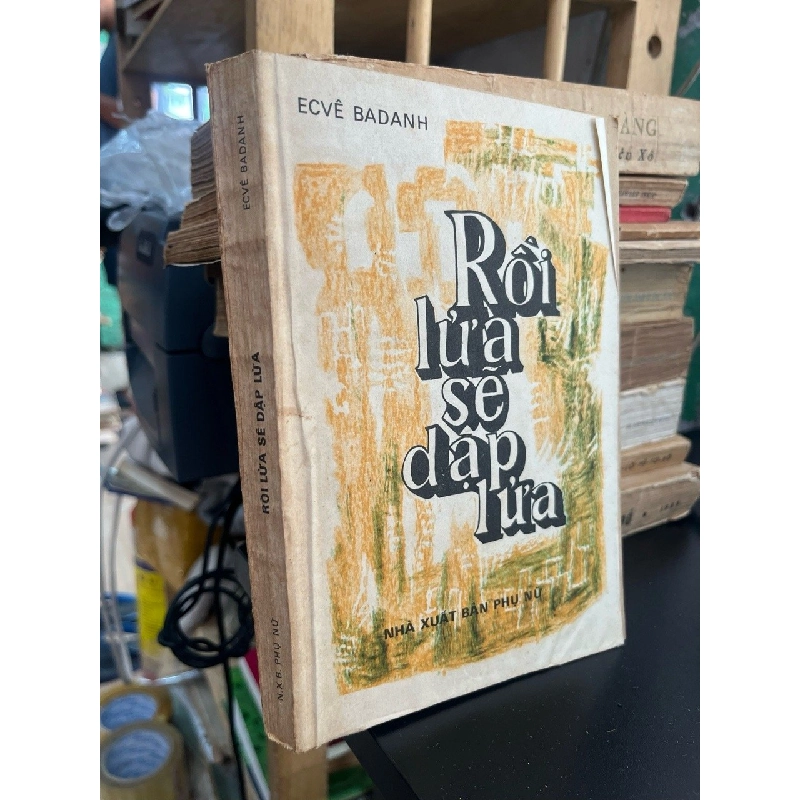 ECVÊ BADANH
Rồi
lửa
sẽ
dập
lửa
NHÀ XUẤT BẢN PHỤ NỮ
ECVÊ BADANH
RỒI LỬA SẼ DẬP LỬA
N.X.B PHỤ NỮ